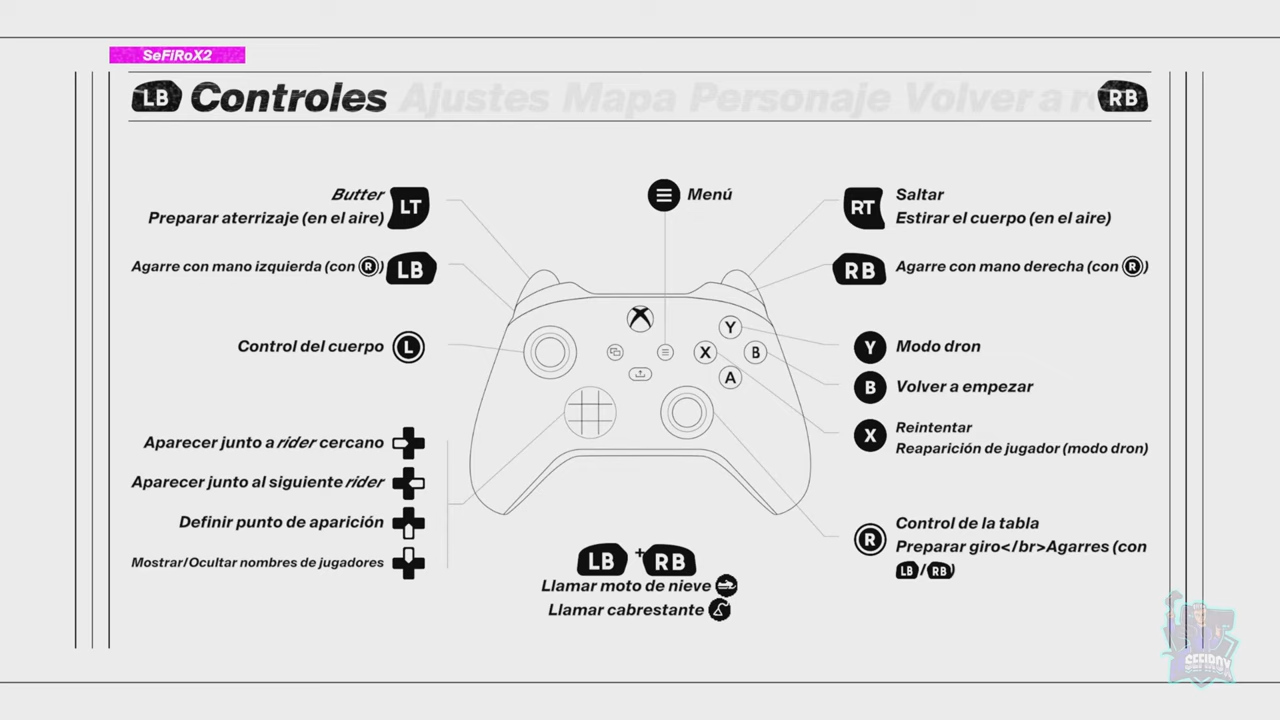 SeFiRoX2
LB Controles Ajustes Mapa Personaje Volver a r RB
Butter
Preparar aterrizaje (en el aire)
LT
Agarre con mano izquierda (con R)
LB
Control del cuerpo
L
Aparecer junto a rider cercano
Aparecer junto al siguiente rider
Definir punto de aparición
Mostrar/Ocultar nombres de jugadores
Menú
Y
X
B
A
LB + RB
Llamar moto de nieve
Llamar cabrestante
RT
Saltar
Estirar el cuerpo (en el aire)
RB
Agarre con mano derecha (con R)
Y Modo dron
B Volver a empezar
X
Reintentar
Reaparición de jugador (modo dron)
R
Control de la tabla
Preparar giro</br>Agarres (con
LB/RB)
SEFIROX